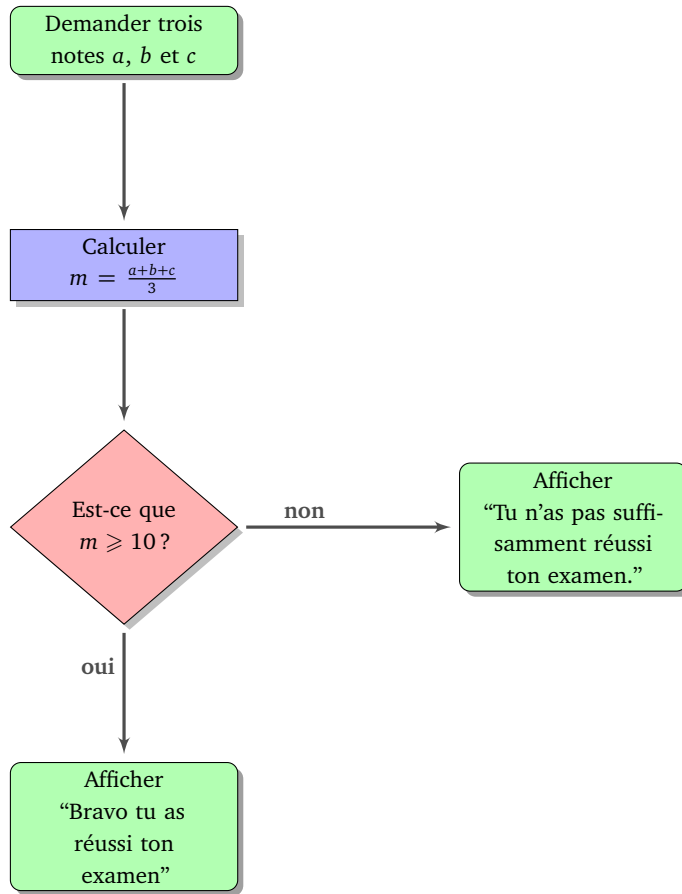 Demander trois
notes a, b et c
Calculer
m = \frac{a+b+c}{3}
Est-ce que
m ⩾ 10 ?
non
Afficher
“Tu n'as pas suffi-
samment réussi
ton examen.”
oui
Afficher
“Bravo tu as
réussi ton
examen”